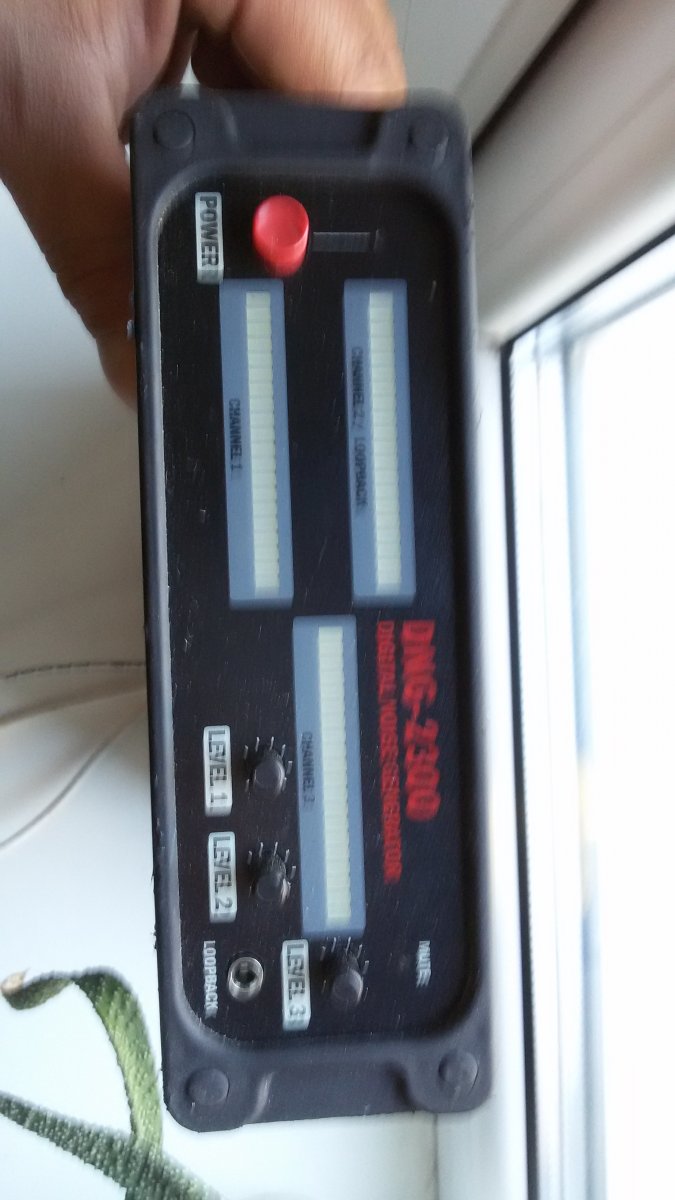 DNG-2300
DIGITAL NOISE GENERATOR
MUTE
CHANNEL 2 / LOOPBACK
CHANNEL 3
CHANNEL 1
POWER
LEVEL 1
LEVEL 2
LEVEL 3
LOOPBACK